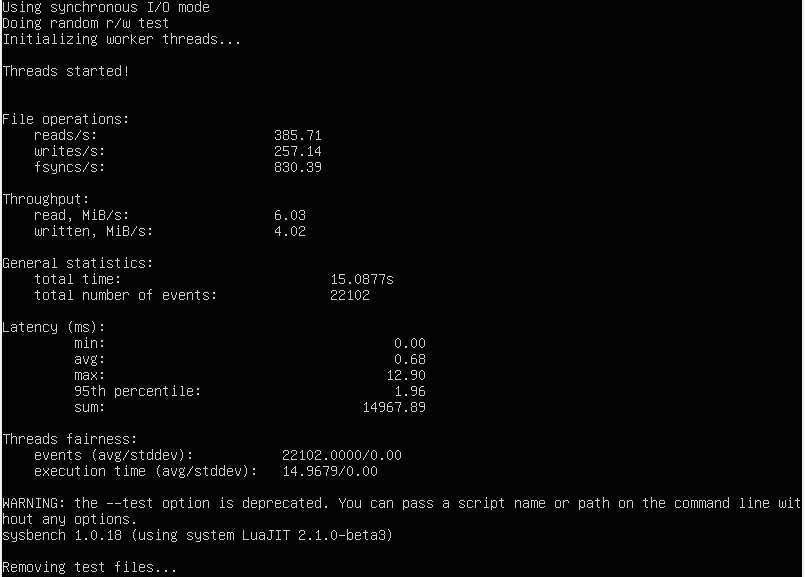 Using synchronous I/O mode
Doing random r/w test
Initializing worker threads...
Threads started!
File operations:
reads/s: 385.71
writes/s: 257.14
fsyncs/s: 830.39
Throughput:
read, MiB/s: 6.03
written, MiB/s: 4.02
General statistics:
total time: 15.0877s
total number of events: 22102
Latency (ms):
min: 0.00
avg: 0.68
max: 12.90
95th percentile: 1.96
sum: 14967.89
Threads fairness:
events (avg/stddev): 22102.0000/0.00
execution time (avg/stddev): 14.9679/0.00
WARNING: the --test option is deprecated. You can pass a script name or path on the command line wit
hout any options.
sysbench 1.0.18 (using system LuaJIT 2.1.0-beta3)
Removing test files...